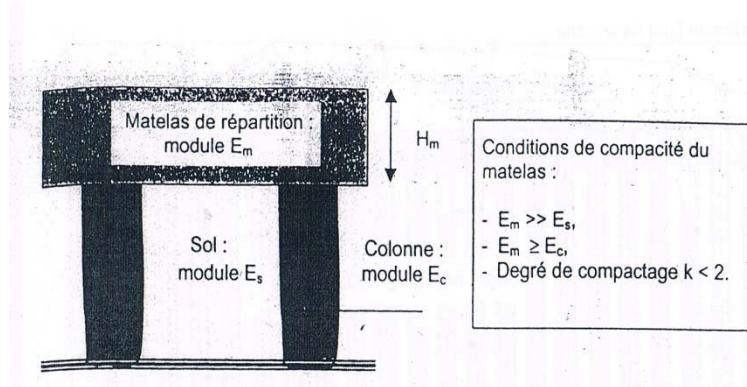 Matelas de répartition :
module Em
Hm
Sol :
module Es
Colonne :
module Ec
Conditions de compacité du
matelas :
- Em >> Es,
- Em ≥ Ec,
- Degré de compactage k < 2.